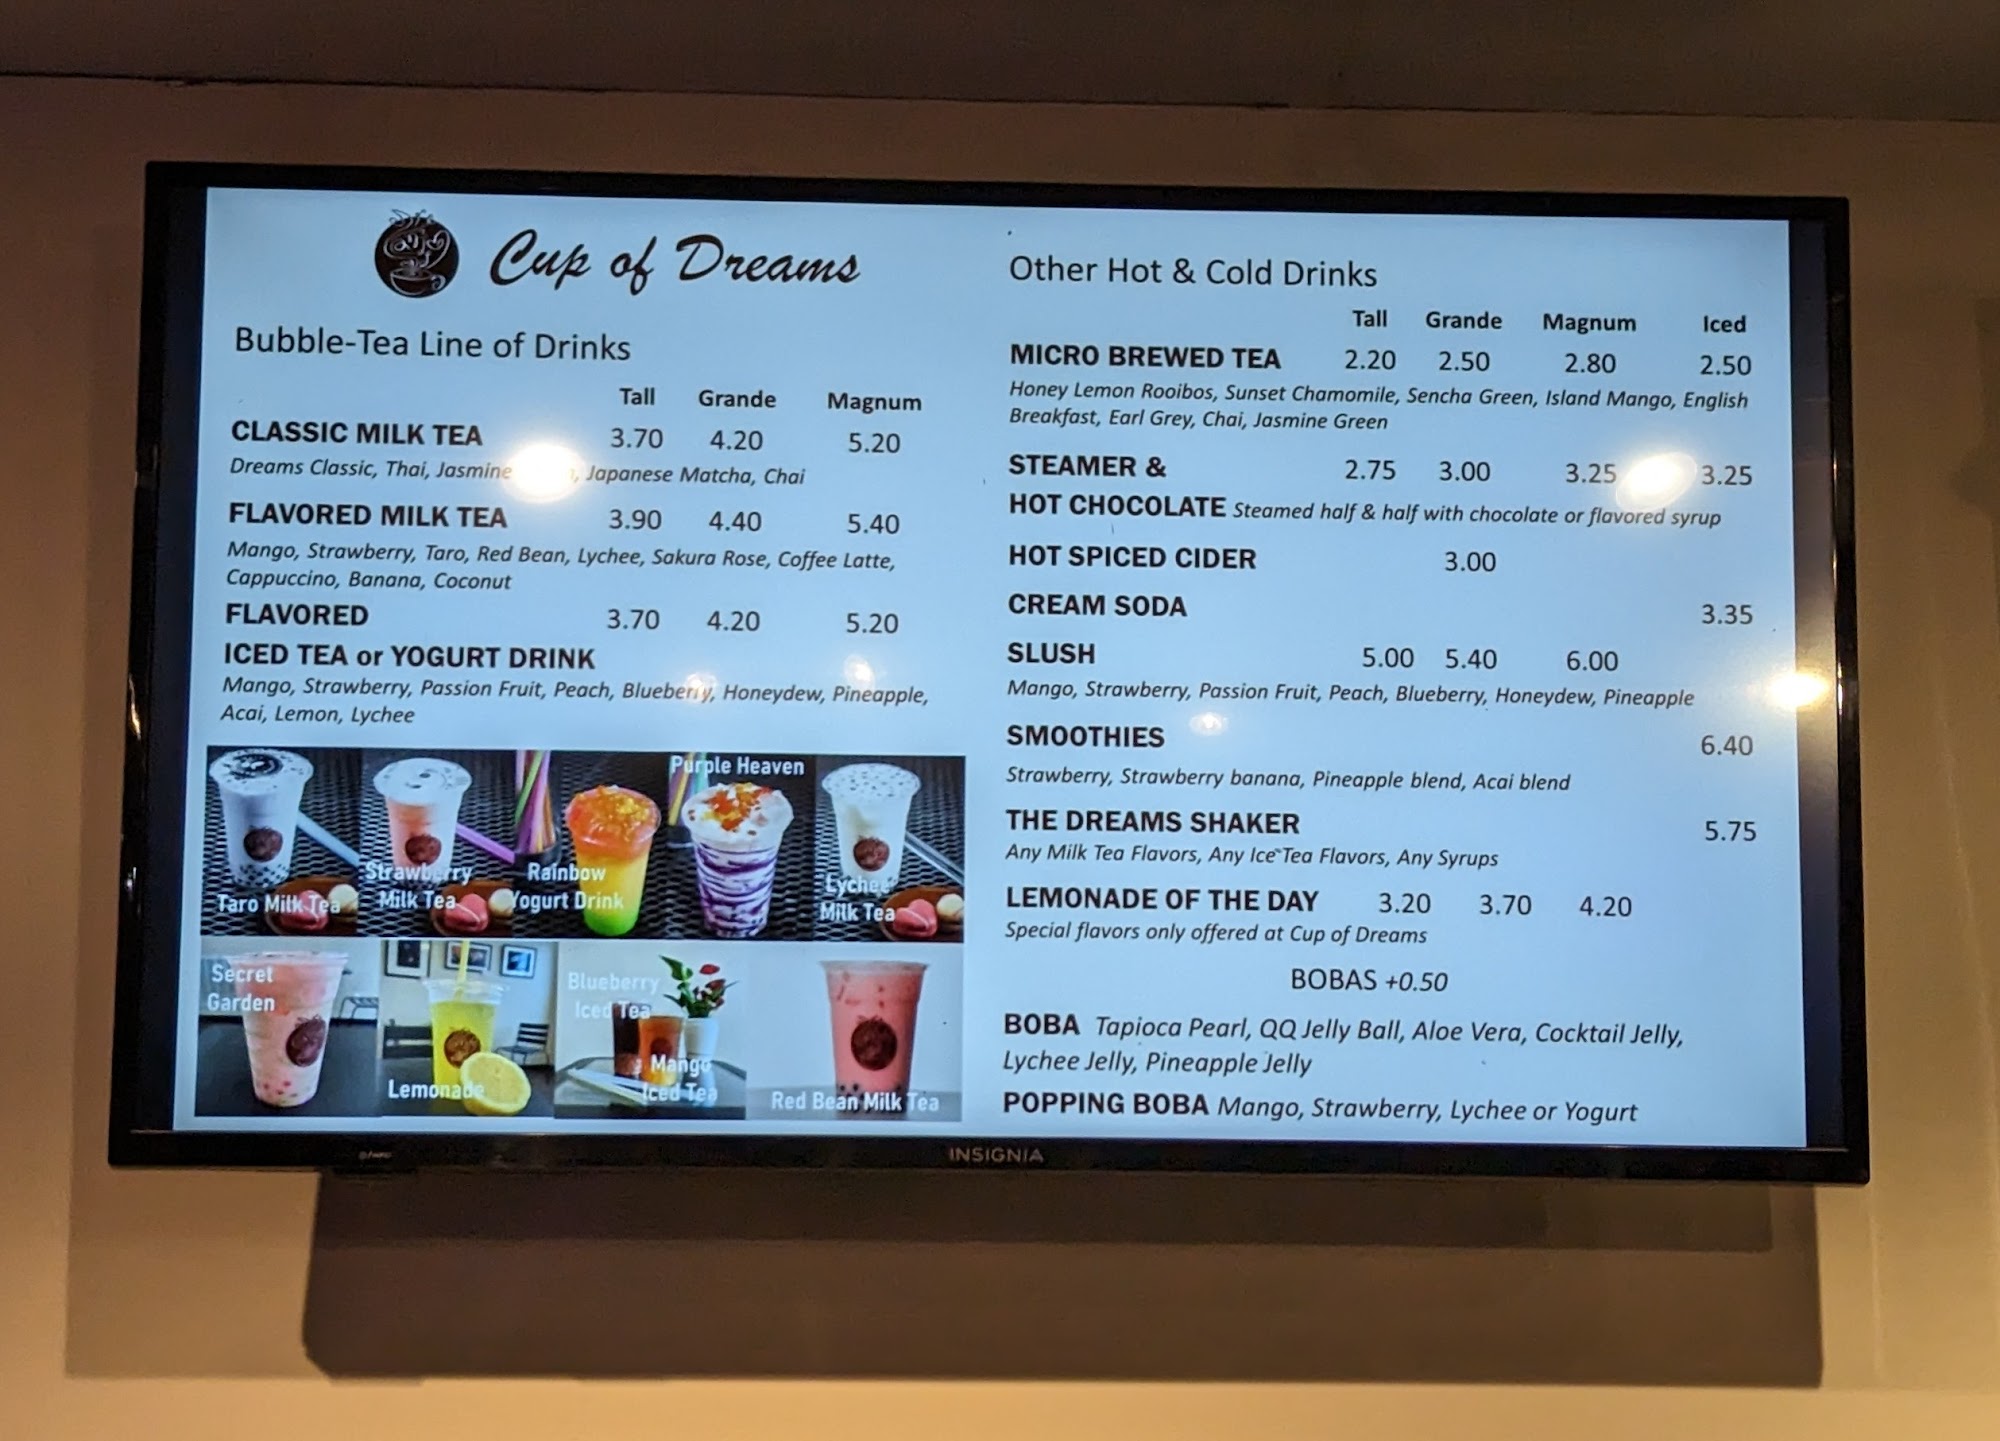 Cup of Dreams
Bubble-Tea Line of Drinks
Tall Grande Magnum
CLASSIC MILK TEA 3.70 4.20 5.20
Dreams Classic, Thai, Jasmine , Japanese Matcha, Chai
FLAVORED MILK TEA 3.90 4.40 5.40
Mango, Strawberry, Taro, Red Bean, Lychee, Sakura Rose, Coffee Latte,
Cappuccino, Banana, Coconut
FLAVORED 3.70 4.20 5.20
ICED TEA or YOGURT DRINK
Mango, Strawberry, Passion Fruit, Peach, Blueberry, Honeydew, Pineapple,
Acai, Lemon, Lychee
Taro Milk Tea
Strawberry
Milk Tea
Rainbow
Yogurt Drink
Purple Heaven
Lychee
Milk Tea
Secret
Garden
Lemonade
Blueberry
Iced Tea
Mango
Iced Tea
Red Bean Milk Tea
Other Hot & Cold Drinks
Tall Grande Magnum Iced
MICRO BREWED TEA 2.20 2.50 2.80 2.50
Honey Lemon Rooibos, Sunset Chamomile, Sencha Green, Island Mango, English
Breakfast, Earl Grey, Chai, Jasmine Green
STEAMER & 2.75 3.00 3.25 3.25
HOT CHOCOLATE Steamed half & half with chocolate or flavored syrup
HOT SPICED CIDER 3.00
CREAM SODA 3.35
SLUSH 5.00 5.40 6.00
Mango, Strawberry, Passion Fruit, Peach, Blueberry, Honeydew, Pineapple
SMOOTHIES 6.40
Strawberry, Strawberry banana, Pineapple blend, Acai blend
THE DREAMS SHAKER 5.75
Any Milk Tea Flavors, Any Ice Tea Flavors, Any Syrups
LEMONADE OF THE DAY 3.20 3.70 4.20
Special flavors only offered at Cup of Dreams
BOBAS +0.50
BOBA Tapioca Pearl, QQ Jelly Ball, Aloe Vera, Cocktail Jelly,
Lychee Jelly, Pineapple Jelly
POPPING BOBA Mango, Strawberry, Lychee or Yogurt
INSIGNIA